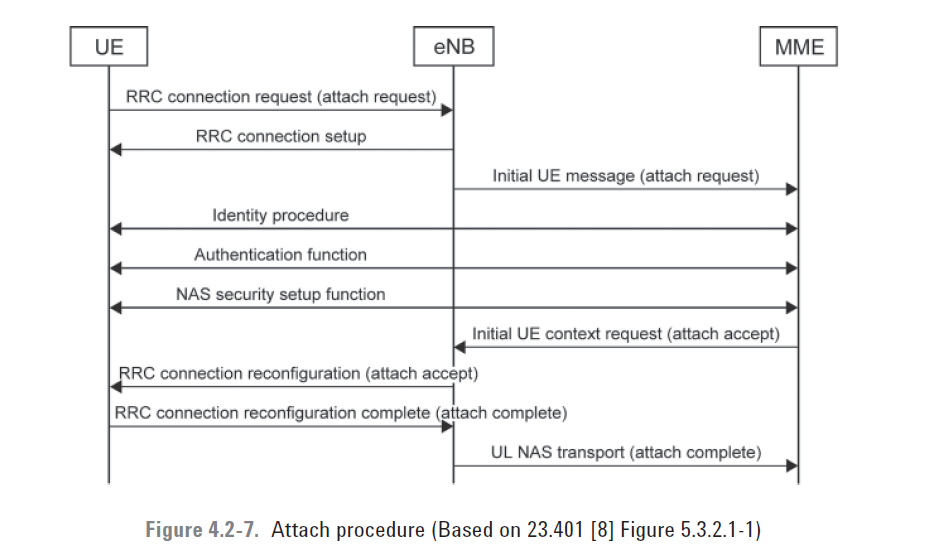 UE
eNB
MME
RRC connection request (attach request)
RRC connection setup
Initial UE message (attach request)
Identity procedure
Authentication function
NAS security setup function
Initial UE context request (attach accept)
RRC connection reconfiguration (attach accept)
RRC connection reconfiguration complete (attach complete)
UL NAS transport (attach complete)
Figure 4.2-7. Attach procedure (Based on 23.401 [8] Figure 5.3.2.1-1)